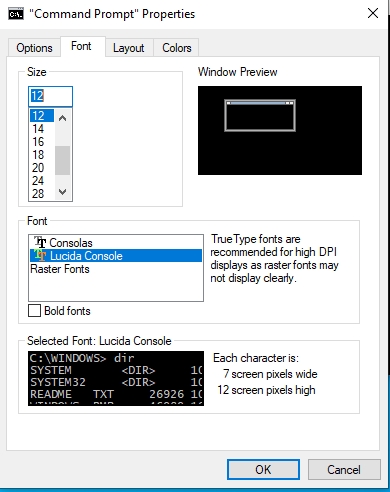 "Command Prompt" Properties
Options Font Layout Colors
Size
12
12
14
16
18
20
24
28
Window Preview
Font
Consolas
Lucida Console
Raster Fonts
TrueType fonts are
recommended for high DPI
displays as raster fonts may
not display clearly.
Bold fonts
Selected Font: Lucida Console
C:\WINDOWS> dir
SYSTEM <DIR> 10
SYSTEM32 <DIR> 10
README TXT 26926 10
Each character is:
7 screen pixels wide
12 screen pixels high
OK Cancel